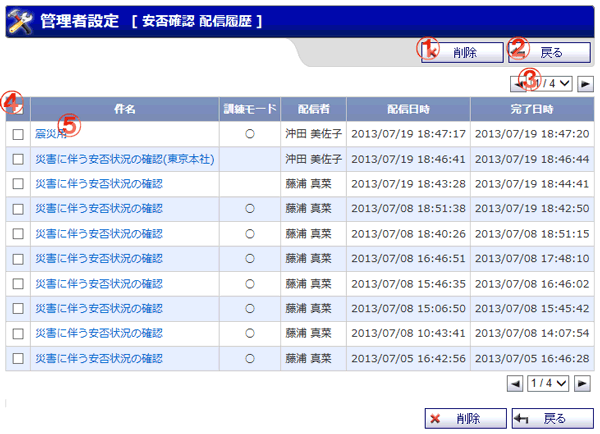 管理者設定 [ 安否確認 配信履歴 ]
① 削除 ② 戻る
③ 1 / 4
④ 件名 訓練モード 配信者 配信日時 完了日時
震災用 ⑤ ○ 沖田 美佐子 2013/07/19 18:47:17 2013/07/19 18:47:20
災害に伴う安否状況の確認(東京本社) 沖田 美佐子 2013/07/19 18:46:41 2013/07/19 18:46:44
災害に伴う安否状況の確認 藤浦 真菜 2013/07/19 18:43:28 2013/07/19 18:44:41
災害に伴う安否状況の確認 ○ 藤浦 真菜 2013/07/08 18:51:38 2013/07/19 18:42:50
災害に伴う安否状況の確認 ○ 藤浦 真菜 2013/07/08 18:40:26 2013/07/08 18:51:15
災害に伴う安否状況の確認 ○ 藤浦 真菜 2013/07/08 16:46:51 2013/07/08 17:48:10
災害に伴う安否状況の確認 ○ 藤浦 真菜 2013/07/08 15:46:35 2013/07/08 16:46:02
災害に伴う安否状況の確認 ○ 藤浦 真菜 2013/07/08 15:06:50 2013/07/08 15:45:42
災害に伴う安否状況の確認 ○ 藤浦 真菜 2013/07/08 10:43:41 2013/07/08 14:07:54
災害に伴う安否状況の確認 ○ 藤浦 真菜 2013/07/05 16:42:56 2013/07/05 16:46:28
1 / 4
削除 戻る